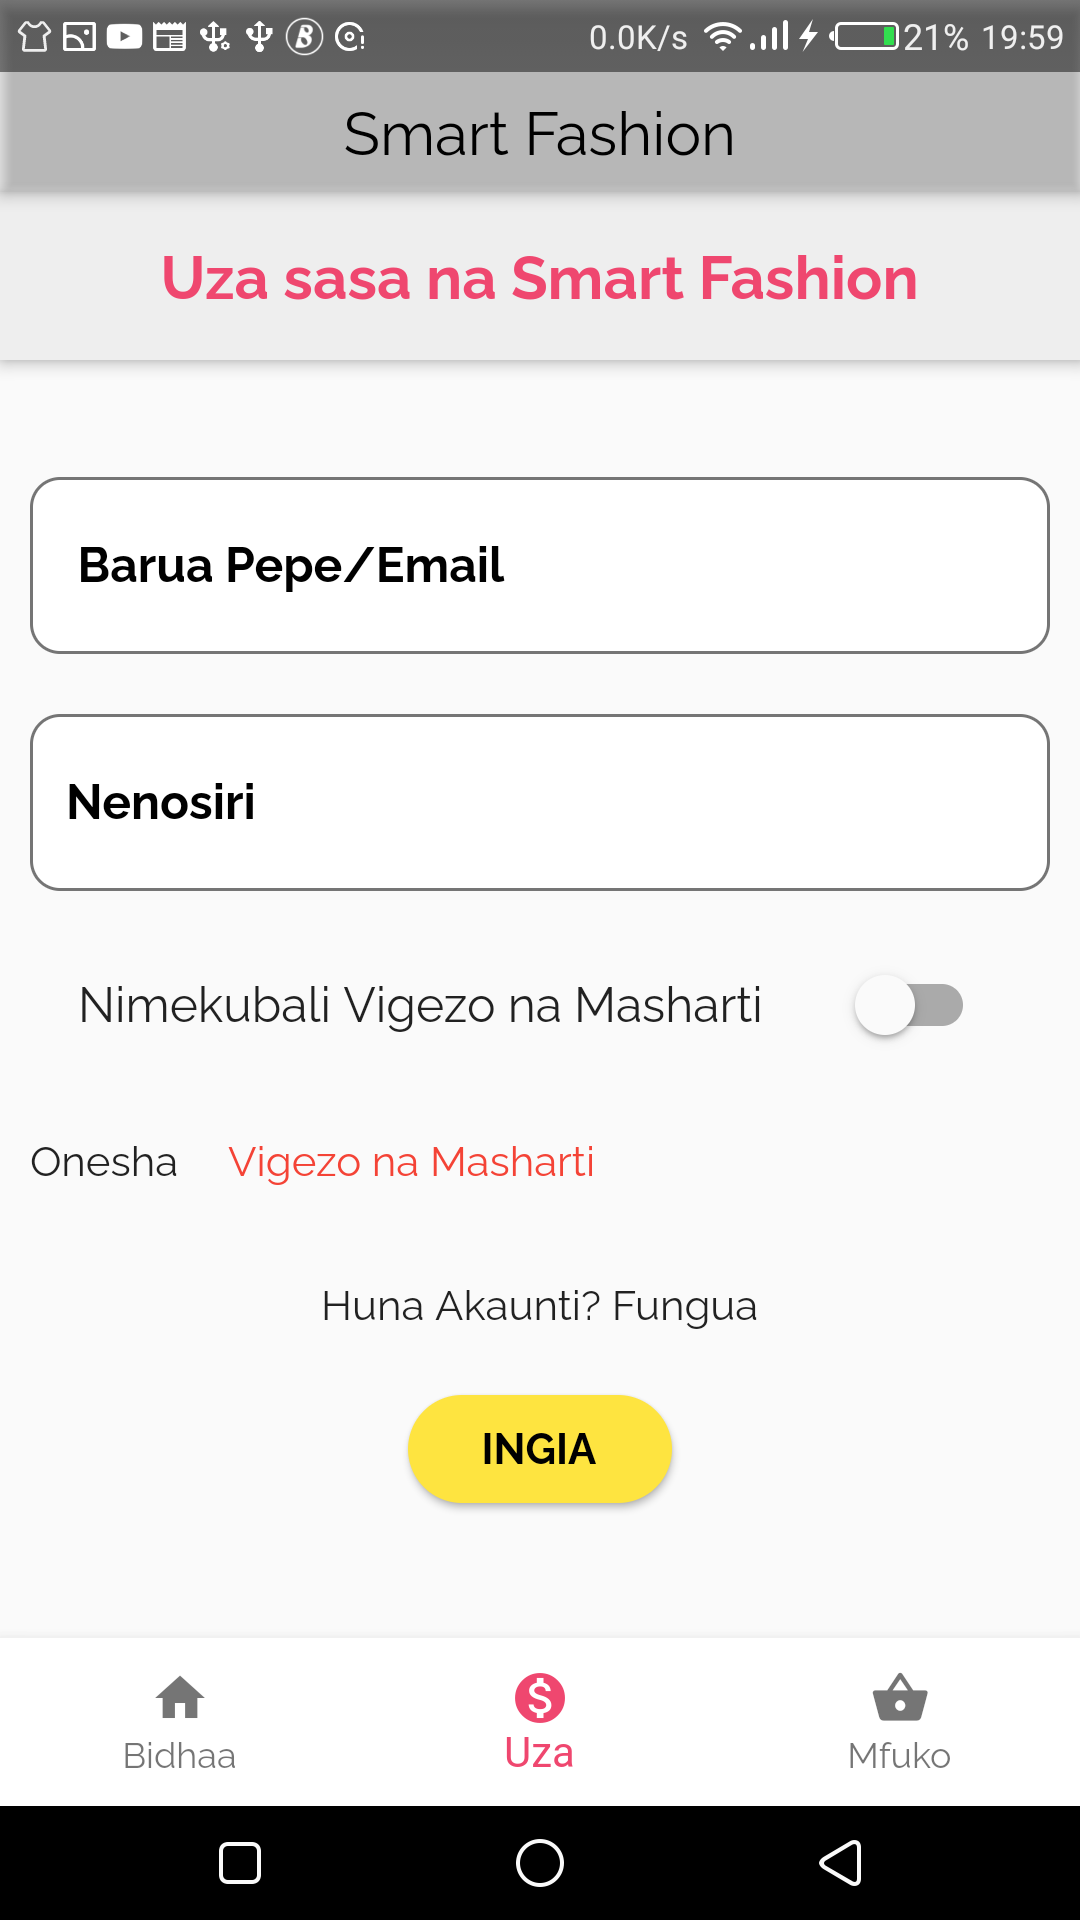 0.0K/s 21% 19:59
Smart Fashion
Uza sasa na Smart Fashion
Barua Pepe/Email
Nenosiri
Nimekubali Vigezo na Masharti
Onesha Vigezo na Masharti
Huna Akaunti? Fungua
INGIA
Bidhaa Uza Mfuko